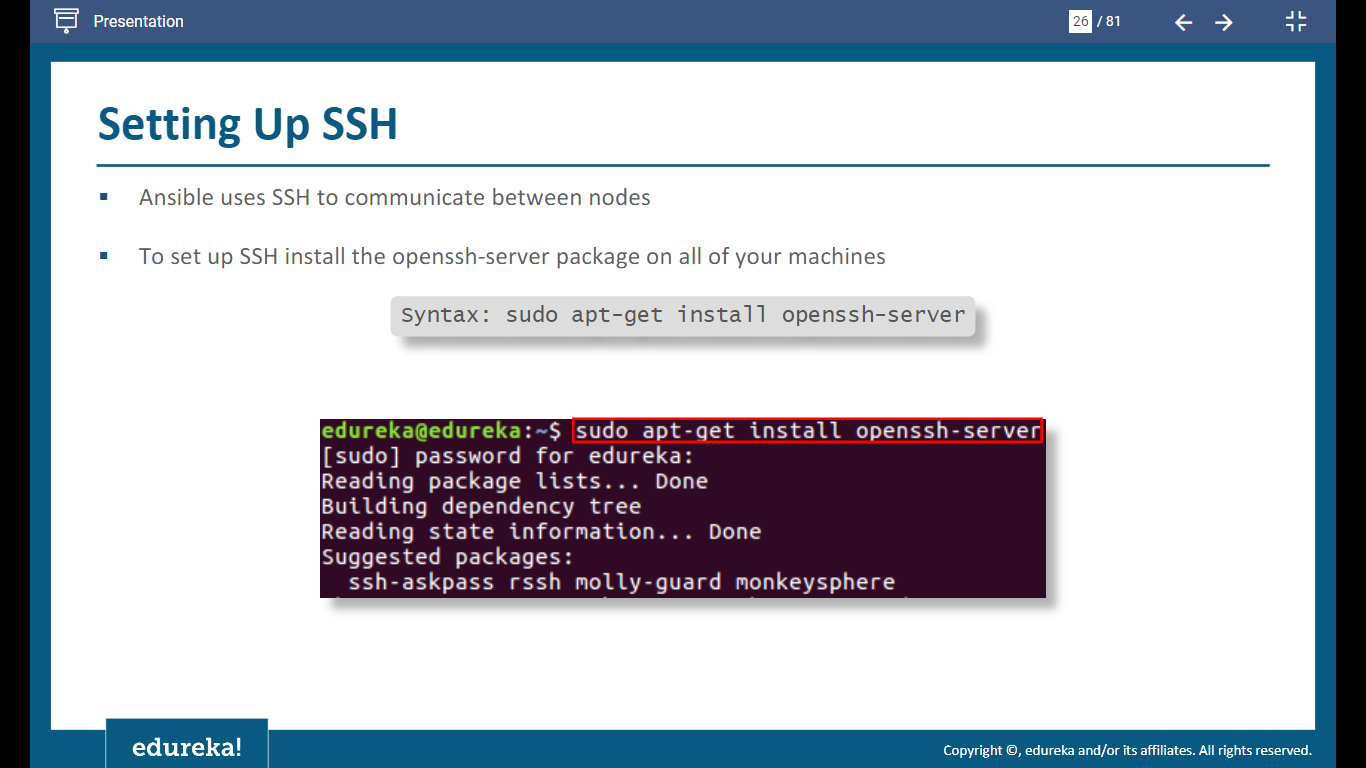 Presentation
26 / 81
Setting Up SSH
Ansible uses SSH to communicate between nodes
To set up SSH install the openssh-server package on all of your machines
Syntax: sudo apt-get install openssh-server
edureka@edureka:~$ sudo apt-get install openssh-server
[sudo] password for edureka:
Reading package lists... Done
Building dependency tree
Reading state information... Done
Suggested packages:
ssh-askpass rssh molly-guard monkeysphere
edureka!
Copyright ©, edureka and/or its affiliates. All rights reserved.